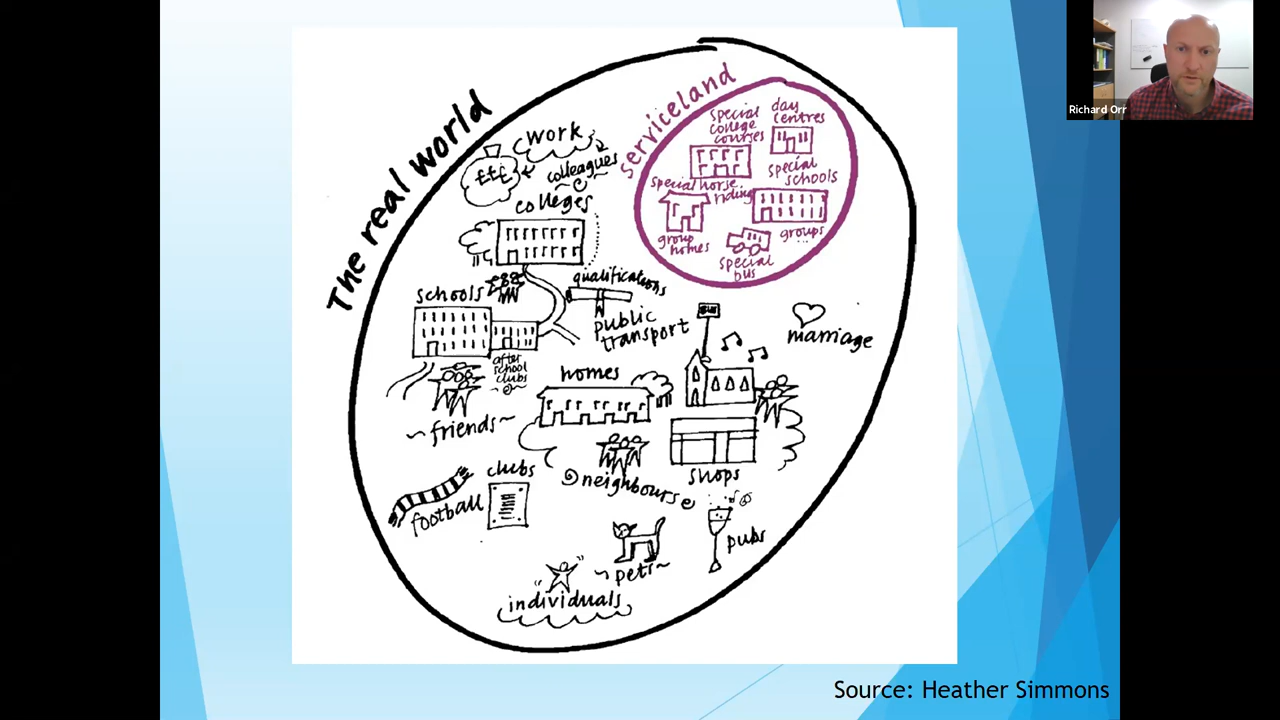 The real world
work
etc
colleagues
colleges
schools
qualifications
public
transport
after
school
clubs
friends
homes
neighbours
BUS
marriage
shops
clubs
football
pets
pubs
individuals
serviceland
special
college
courses
day
centres
special
schools
special horse
riding
group
homes
groups
special
bus
Richard Orr
Source: Heather Simmons